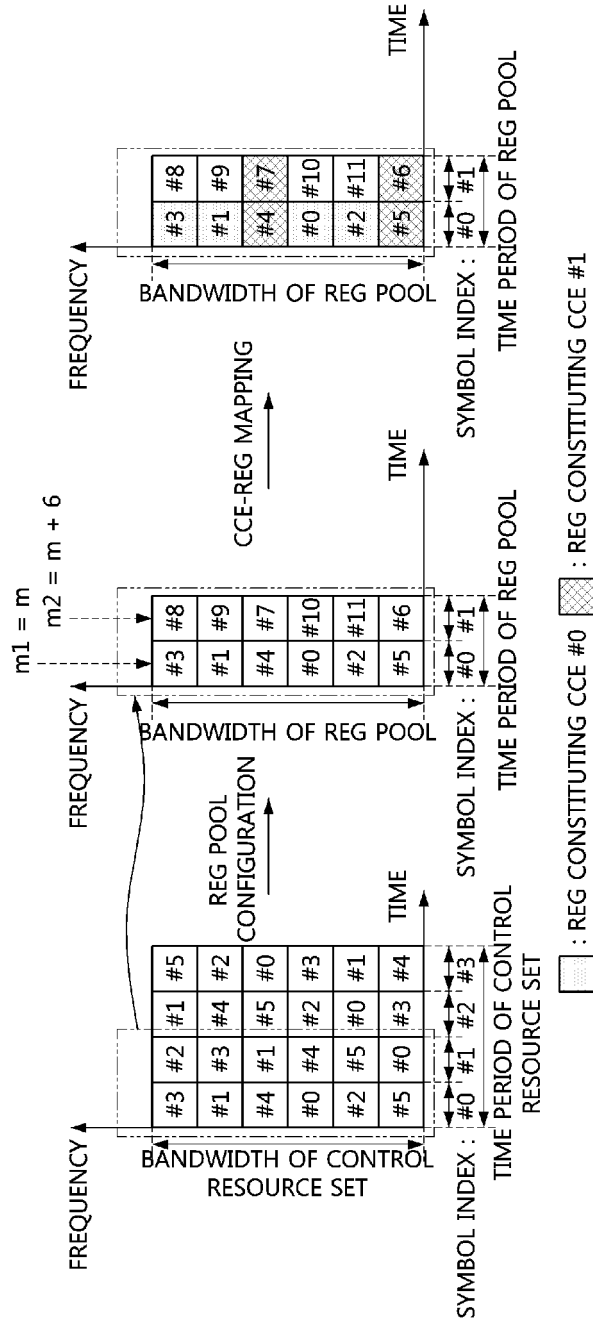 FREQUENCY
BANDWIDTH OF CONTROL
RESOURCE SET
#3 #2 #1 #5
#1 #3 #4 #2
#4 #1 #5 #0
#0 #4 #2 #3
#2 #5 #0 #1
#5 #0 #3 #4
TIME
SYMBOL INDEX : #0 #1 #2 #3
TIME PERIOD OF CONTROL
RESOURCE SET
REG POOL
CONFIGURATION
m1 = m
m2 = m + 6
FREQUENCY
BANDWIDTH OF REG POOL
#3 #8
#1 #9
#4 #7
#0 #10
#2 #11
#5 #6
TIME
SYMBOL INDEX : #0 #1
TIME PERIOD OF REG POOL
CCE-REG MAPPING
FREQUENCY
BANDWIDTH OF REG POOL
#3 #8
#1 #9
#4 #7
#0 #10
#2 #11
#5 #6
TIME
SYMBOL INDEX : #0 #1
TIME PERIOD OF REG POOL
: REG CONSTITUTING CCE #0
: REG CONSTITUTING CCE #1